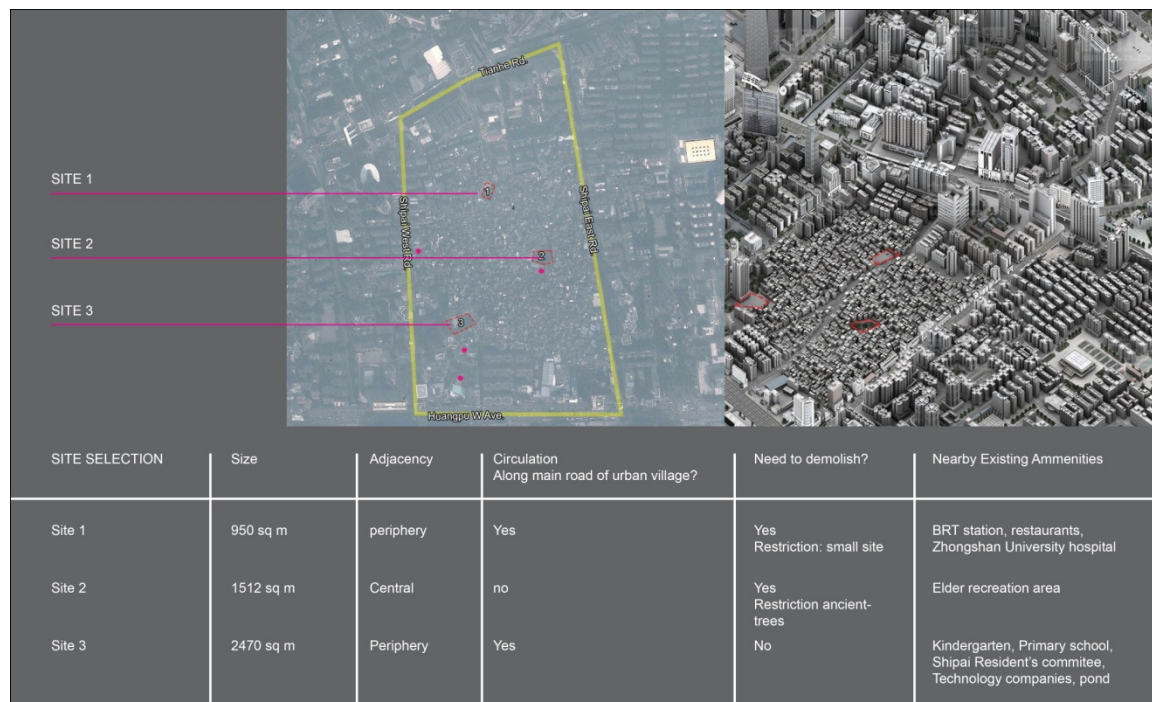 Tianhe Rd.
SITE 1
1
Shipai West Rd.
Shipai East Rd.
SITE 2
2
SITE 3
3
Huangpu W Ave.
SITE SELECTION
Size
Adjacency
Circulation
Along main road of urban village?
Need to demolish?
Nearby Existing Ammenities
Site 1
950 sq m
periphery
Yes
Yes
Restriction: small site
BRT station, restaurants,
Zhongshan University hospital
Site 2
1512 sq m
Central
no
Yes
Restriction ancient-
trees
Elder recreation area
Site 3
2470 sq m
Periphery
Yes
No
Kindergarten, Primary school,
Shipai Resident's commitee,
Technology companies, pond